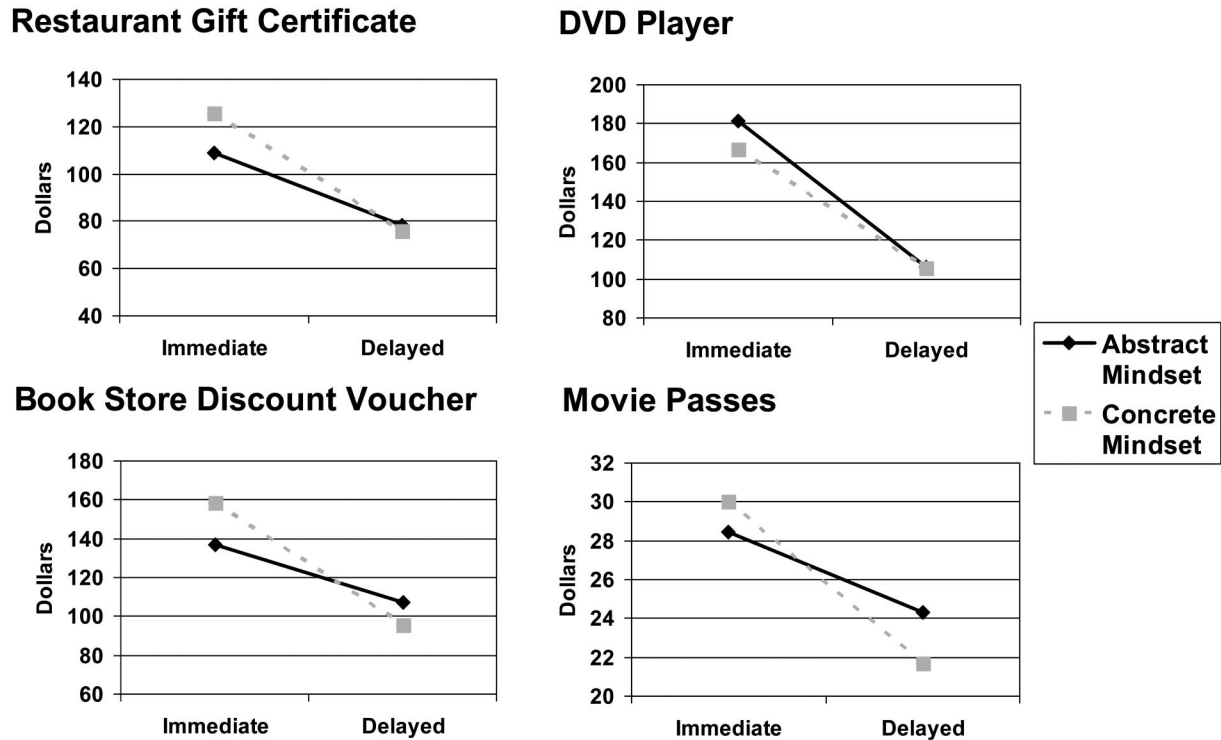 Restaurant Gift Certificate
140
120
100
80
60
40
Dollars
Immediate
Delayed
DVD Player
200
180
160
140
120
100
80
Dollars
Immediate
Delayed
Abstract
Mindset
Concrete
Mindset
Book Store Discount Voucher
180
160
140
120
100
80
60
Dollars
Immediate
Delayed
Movie Passes
32
30
28
26
24
22
20
Dollars
Immediate
Delayed